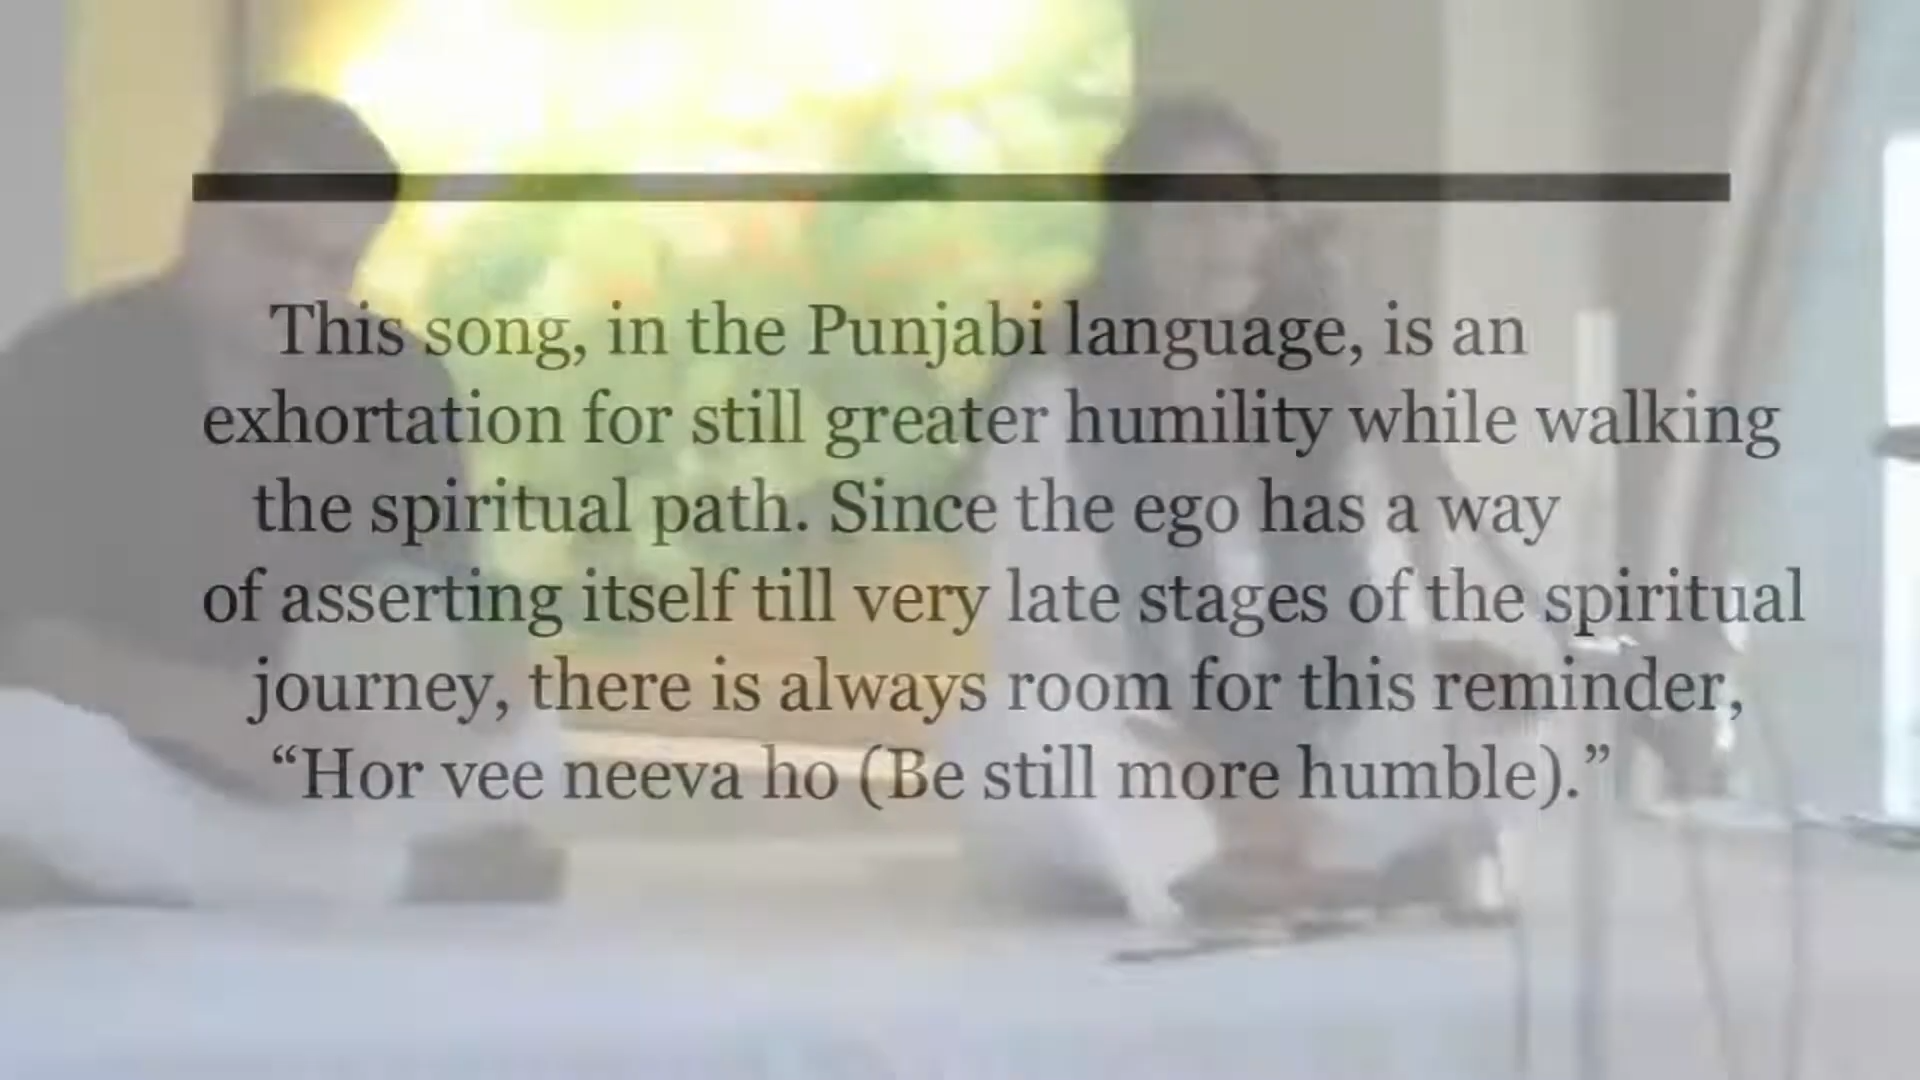 This song, in the Punjabi language, is an
exhortation for still greater humility while walking
the spiritual path. Since the ego has a way
of asserting itself till very late stages of the spiritual
journey, there is always room for this reminder,
“Hor vee neeva ho (Be still more humble).”